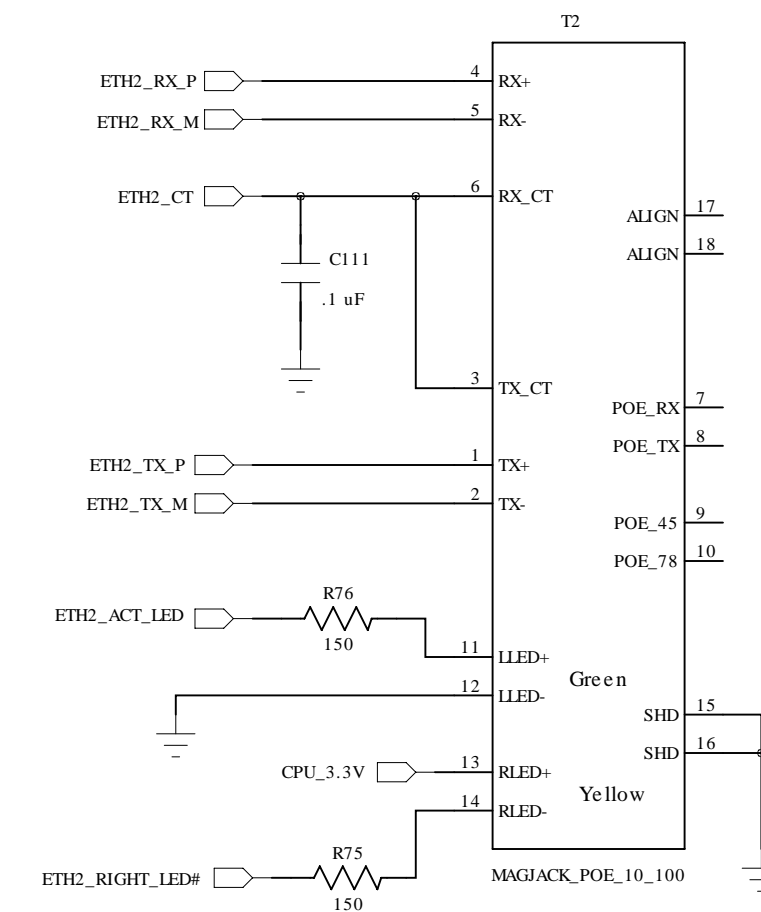 T2
ETH2_RX_P
4
RX+
ETH2_RX_M
5
RX-
ETH2_CT
6
RX_CT
ALIGN
17
ALIGN
18
C111
.1 uF
3
TX_CT
POE_RX
7
POE_TX
8
ETH2_TX_P
1
TX+
ETH2_TX_M
2
TX-
POE_45
9
POE_78
10
R76
ETH2_ACT_LED
150
11
LLED+
Green
12
LLED-
SHD
15
SHD
16
CPU_3.3V
13
RLED+
Yellow
14
RLED-
R75
ETH2_RIGHT_LED#
150
MAGJACK_POE_10_100